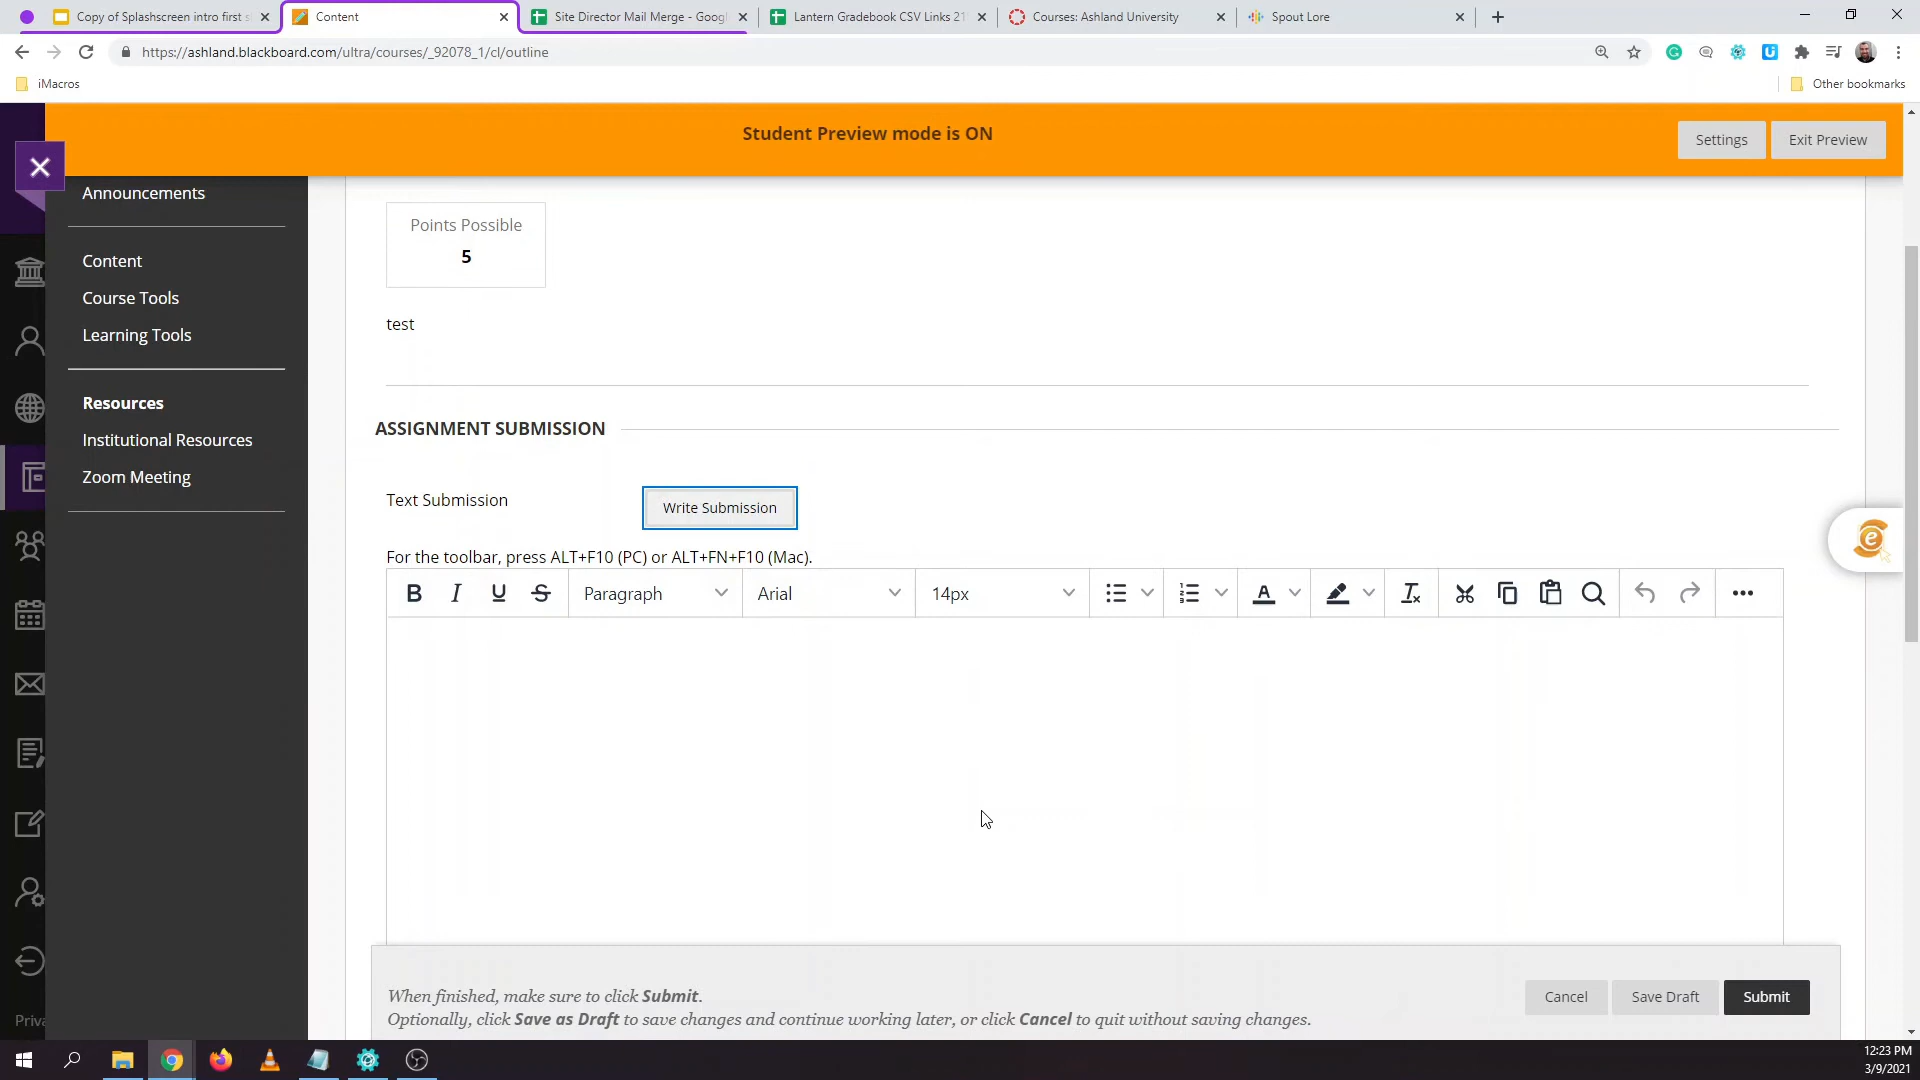 Copy of Splashscreen intro first s
Content
Site Director Mail Merge - Googl
Lantern Gradebook CSV Links 21
Courses: Ashland University
Spout Lore
https://ashland.blackboard.com/ultra/courses/_92078_1/cl/outline
iMacros
Other bookmarks
Student Preview mode is ON
Settings
Exit Preview
Announcements
Content
Course Tools
Learning Tools
Resources
Institutional Resources
Zoom Meeting
Priva
Points Possible
5
test
ASSIGNMENT SUBMISSION
Text Submission
Write Submission
For the toolbar, press ALT+F10 (PC) or ALT+FN+F10 (Mac).
B I U S Paragraph Arial 14px
When finished, make sure to click Submit.
Optionally, click Save as Draft to save changes and continue working later, or click Cancel to quit without saving changes.
Cancel
Save Draft
Submit
12:23 PM
3/9/2021